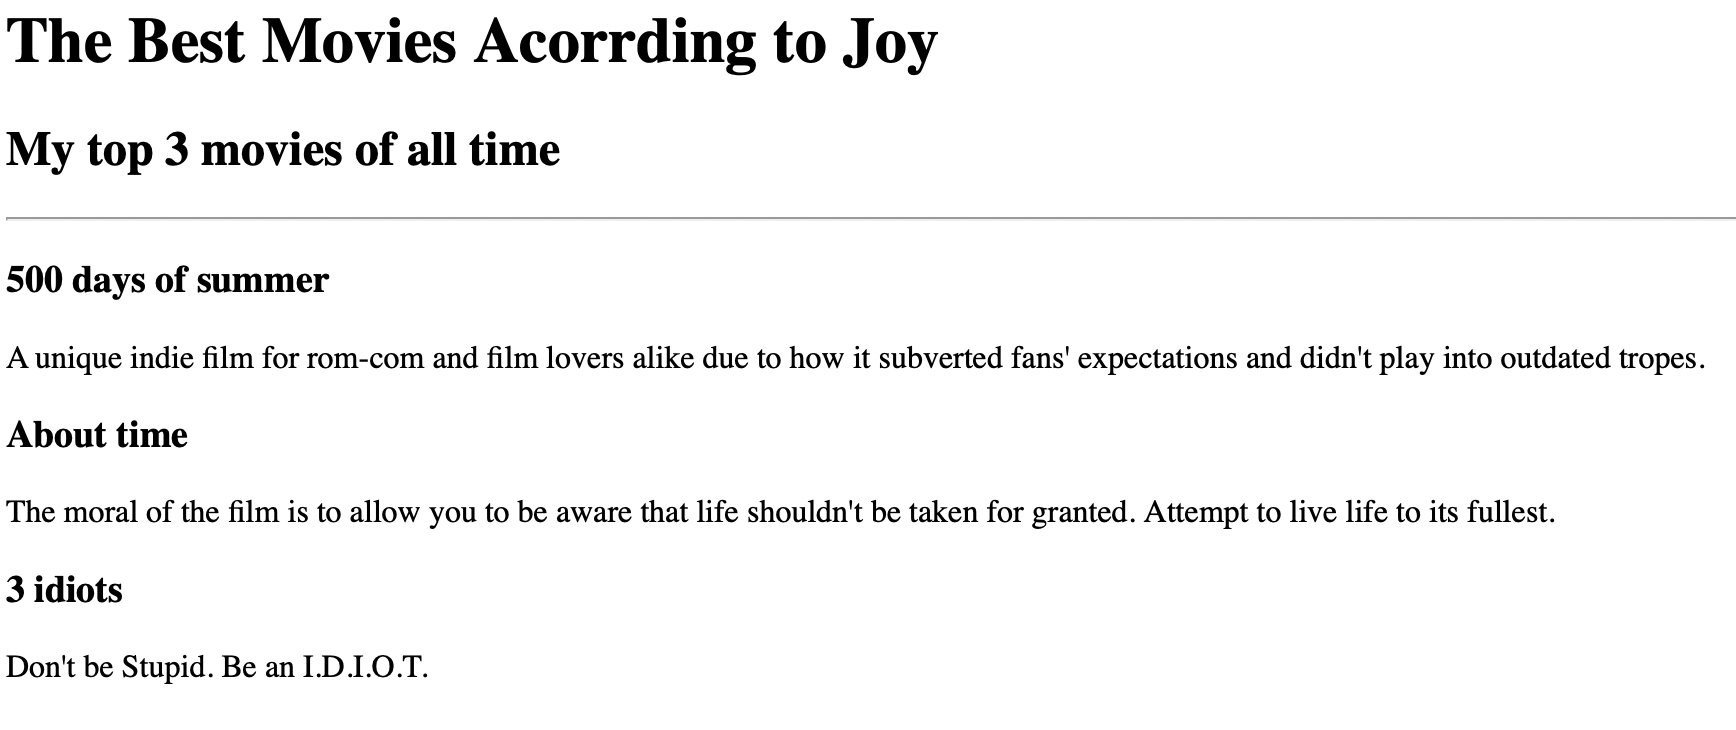 The Best Movies Acorrding to Joy
My top 3 movies of all time
500 days of summer
A unique indie film for rom-com and film lovers alike due to how it subverted fans' expectations and didn't play into outdated tropes.
About time
The moral of the film is to allow you to be aware that life shouldn't be taken for granted. Attempt to live life to its fullest.
3 idiots
Don't be Stupid. Be an I.D.I.O.T.